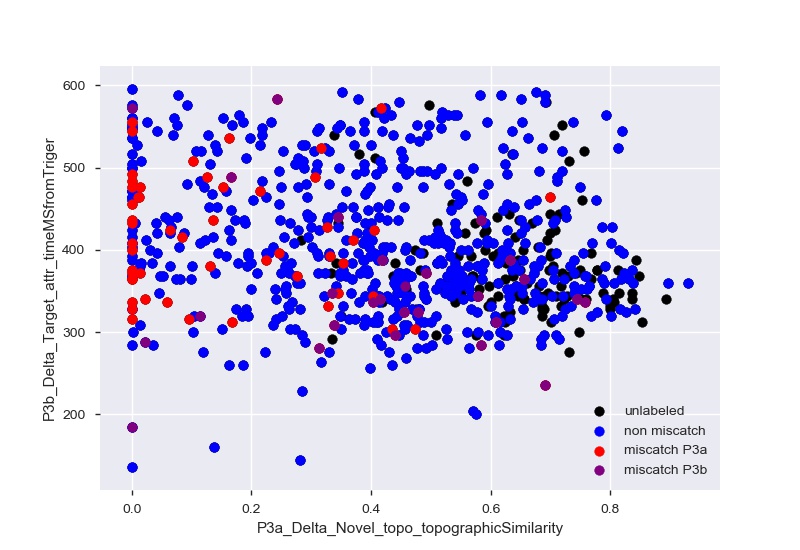 600
500
400
300
200
0.0 0.2 0.4 0.6 0.8
P3b_Delta_Target_attr_timeMSfromTriger
P3a_Delta_Novel_topo_topographicSimilarity
unlabeled
non miscatch
miscatch P3a
miscatch P3b